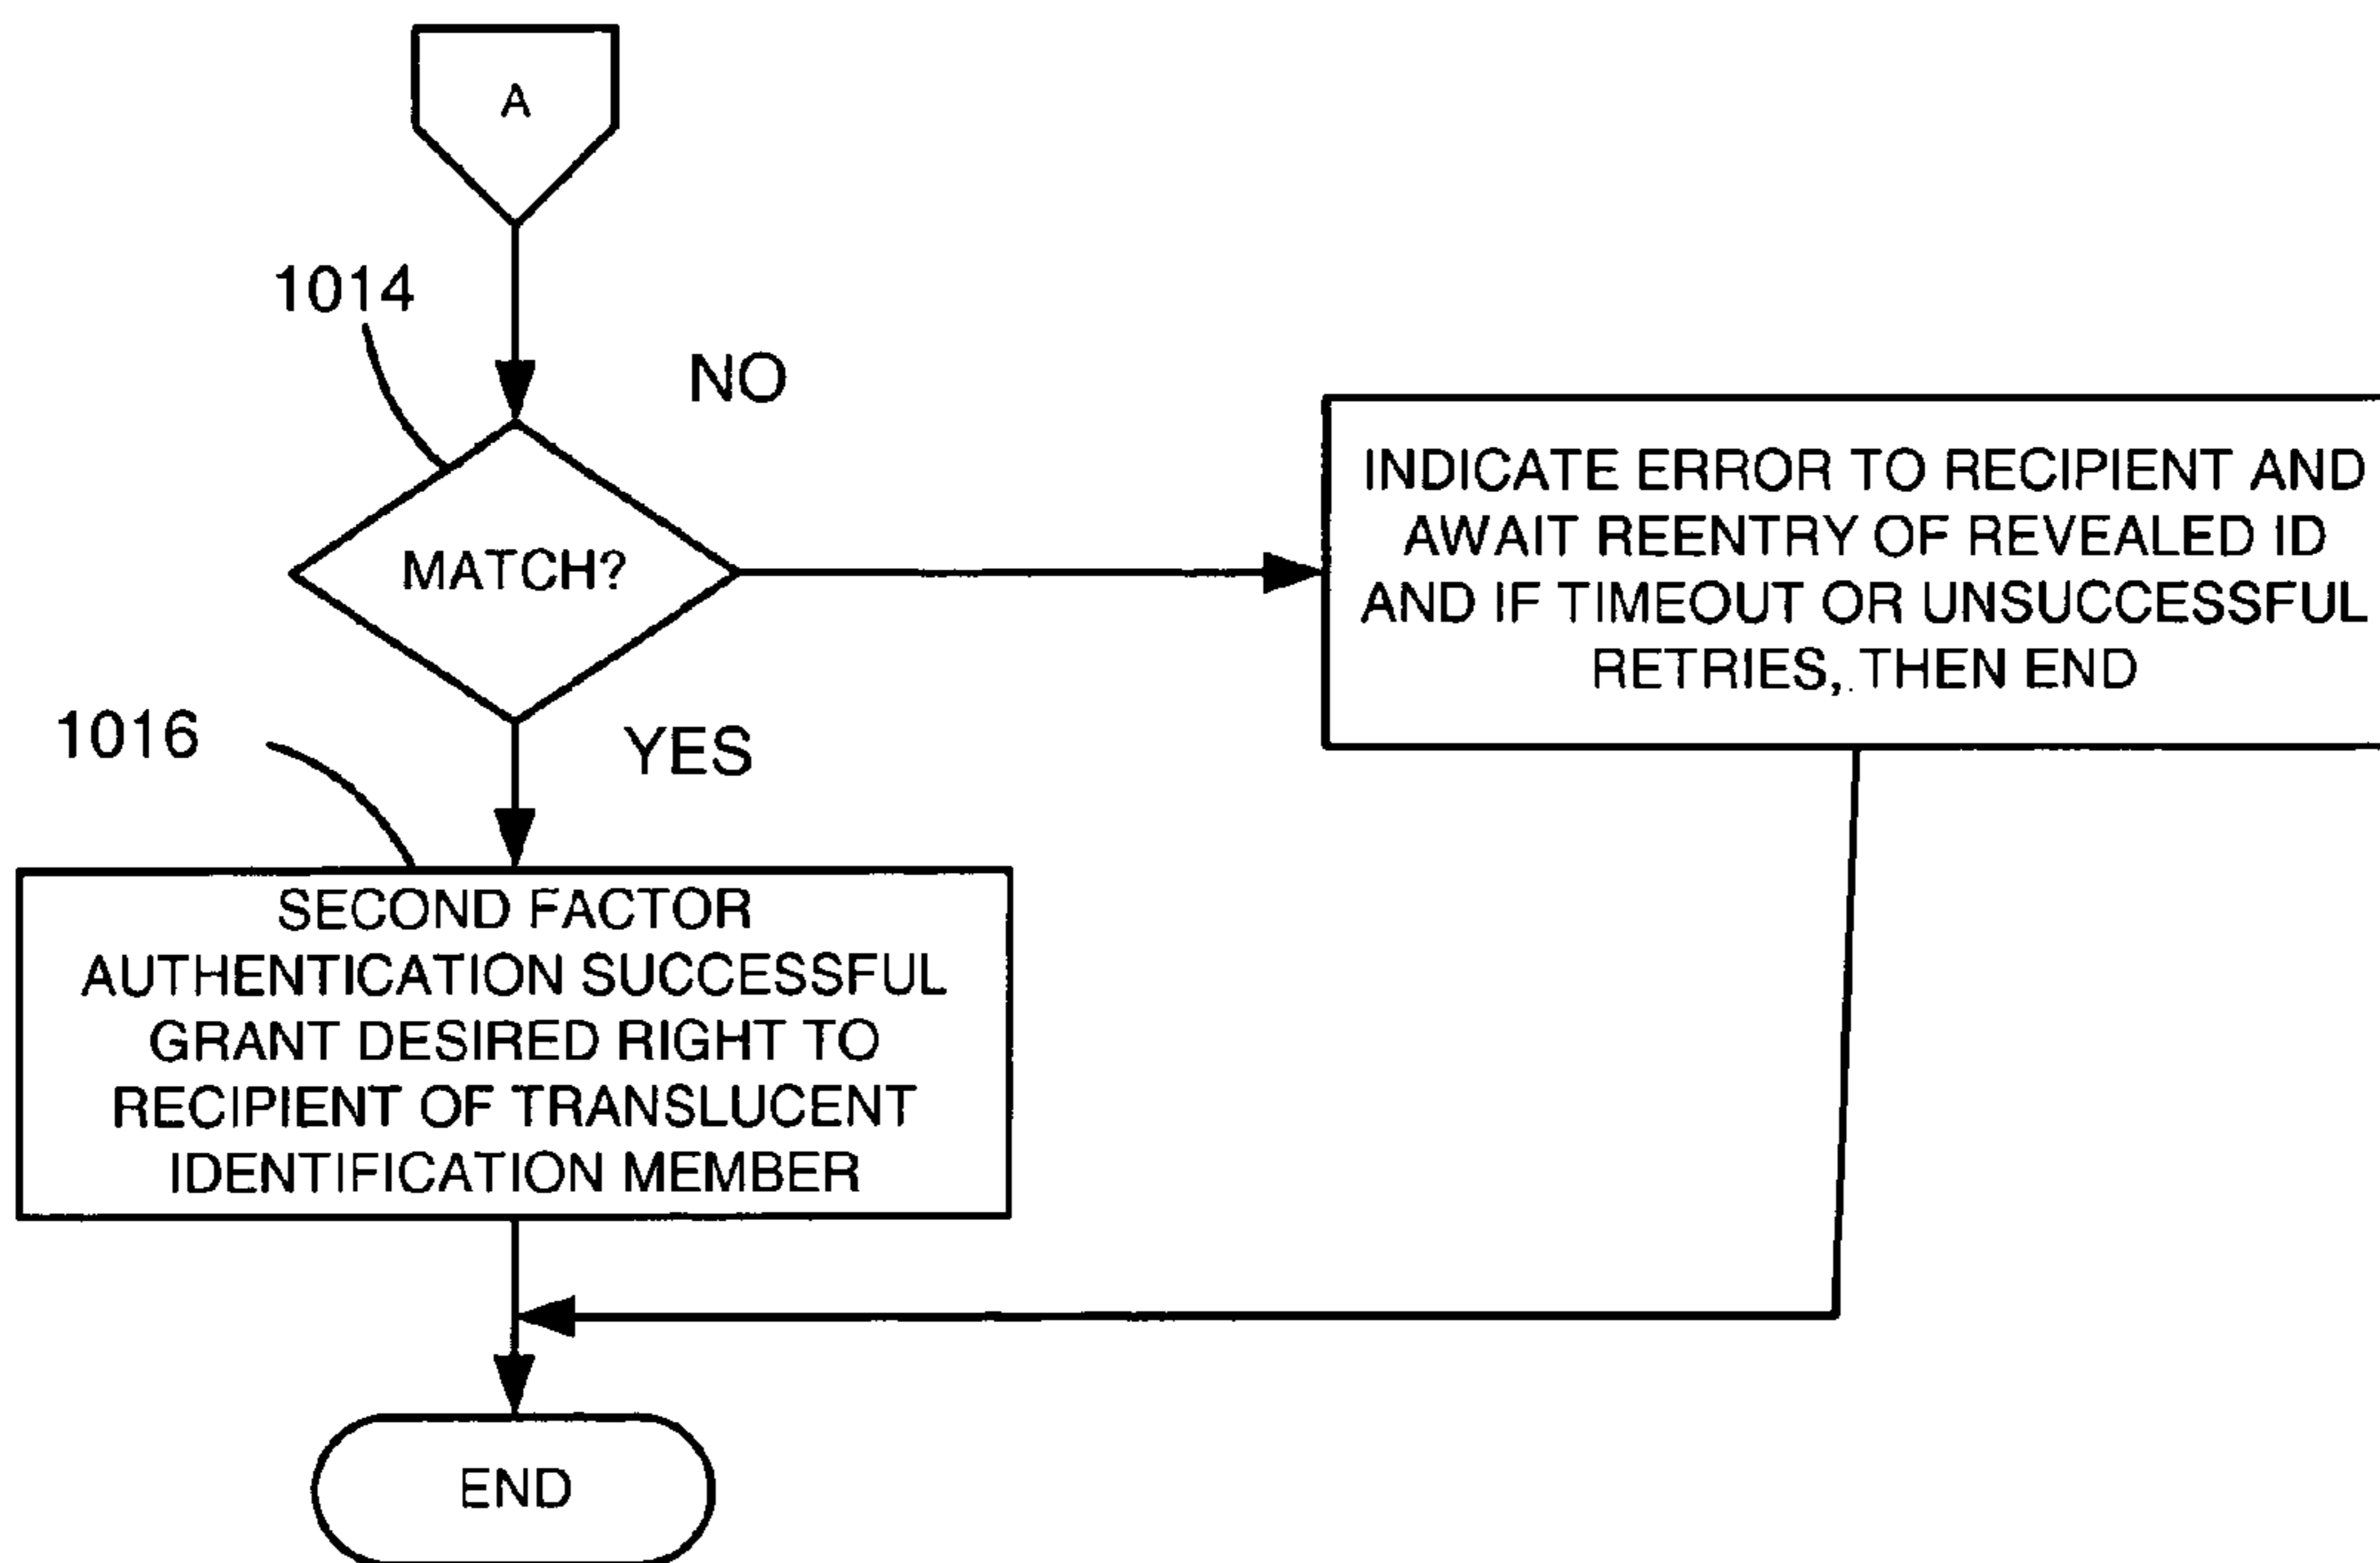 A
1014
NO
MATCH?
INDICATE ERROR TO RECIPIENT AND
AWAIT REENTRY OF REVEALED ID
AND IF TIMEOUT OR UNSUCCESSFUL
RETRIES, THEN END
1016
YES
SECOND FACTOR
AUTHENTICATION SUCCESSFUL
GRANT DESIRED RIGHT TO
RECIPIENT OF TRANSLUCENT
IDENTIFICATION MEMBER
END